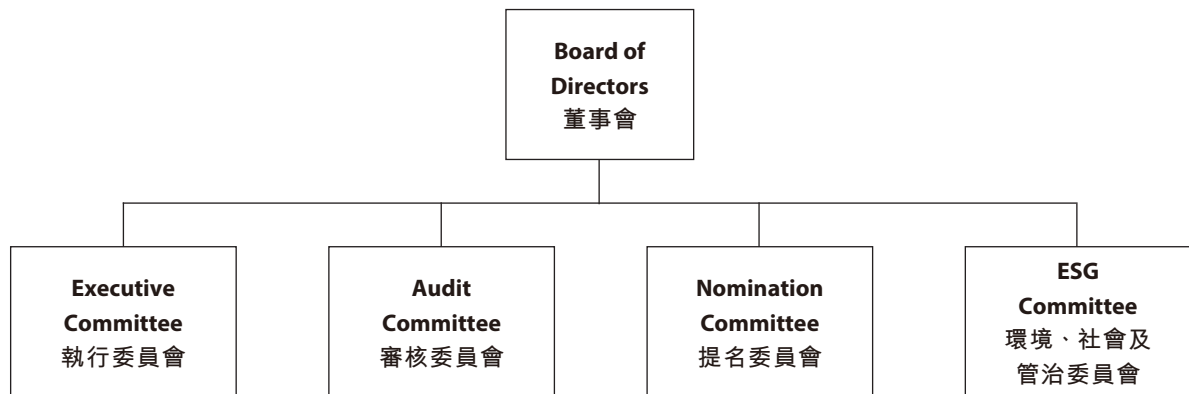 Board of
Directors
董事會
Executive
Committee
執行委員會
Audit
Committee
審核委員會
Nomination
Committee
提名委員會
ESG
Committee
環境、社會及
管治委員會